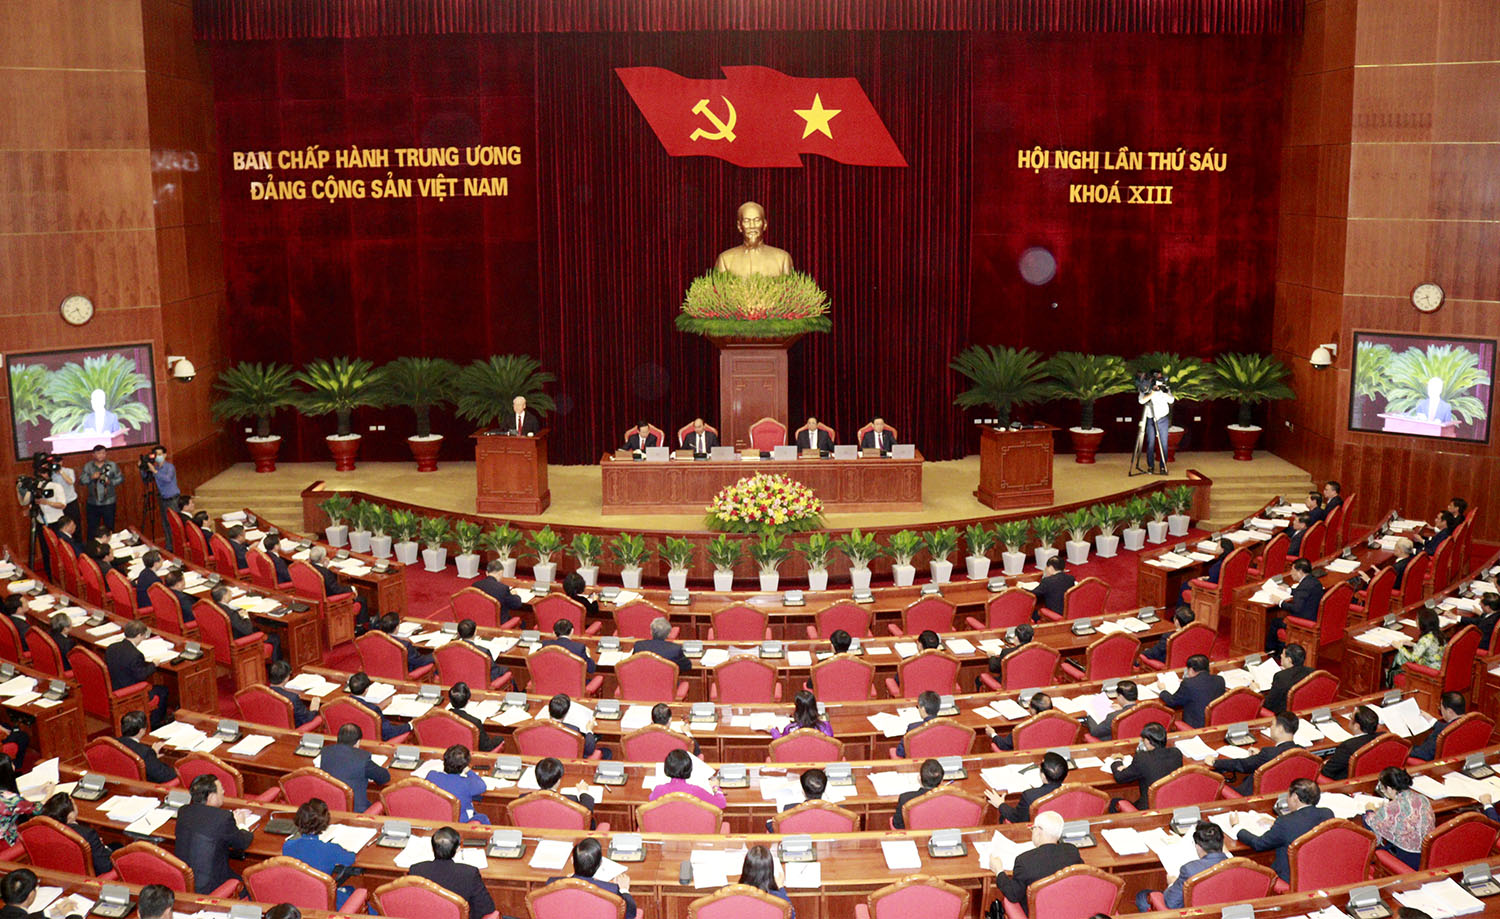 BAN CHẤP HÀNH TRUNG ƯƠNG
ĐẢNG CỘNG SẢN VIỆT NAM
HỘI NGHỊ LẦN THỨ SÁU
KHOÁ XIII